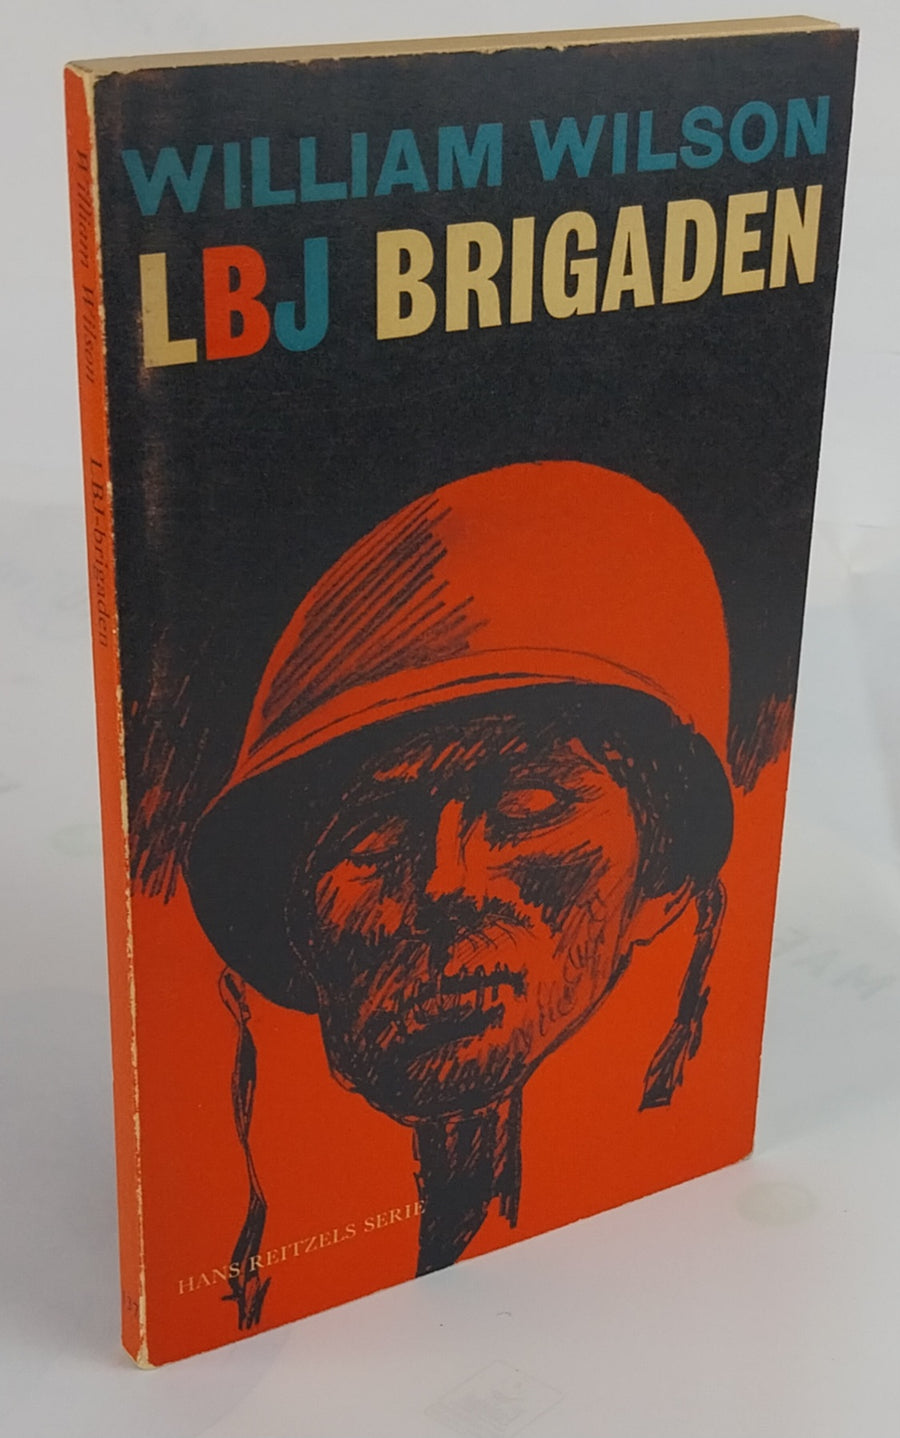 WILLIAM WILSON
LBJ BRIGADEN
HANS REITZELS SERIE
William Wilson LBJ-brigaden